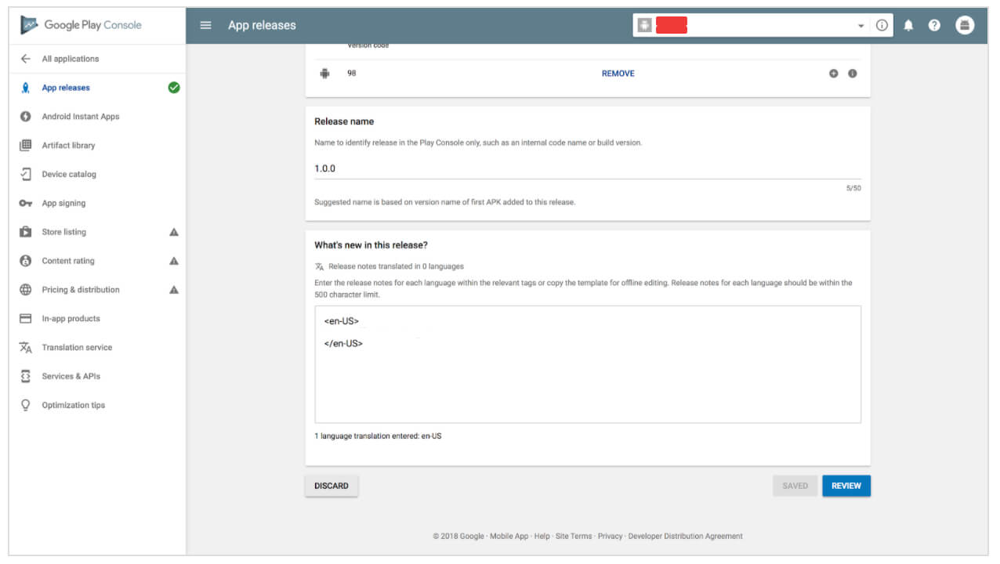 Google Play Console
App releases
All applications
App releases
Android Instant Apps
Artifact library
Device catalog
App signing
Store listing
Content rating
Pricing & distribution
In-app products
Translation service
Services & APIs
Optimization tips
Version code
98 REMOVE
Release name
Name to identify release in the Play Console only, such as an internal code name or build version.
1.0.0
5/50
Suggested name is based on version name of first APK added to this release.
What's new in this release?
Release notes translated in 0 languages
Enter the release notes for each language within the relevant tags or copy the template for offline editing. Release notes for each language should be within the
500 character limit.
<en-US>
</en-US>
1 language translation entered: en-US
DISCARD SAVED REVIEW
© 2018 Google · Mobile App · Help · Site Terms · Privacy · Developer Distribution Agreement